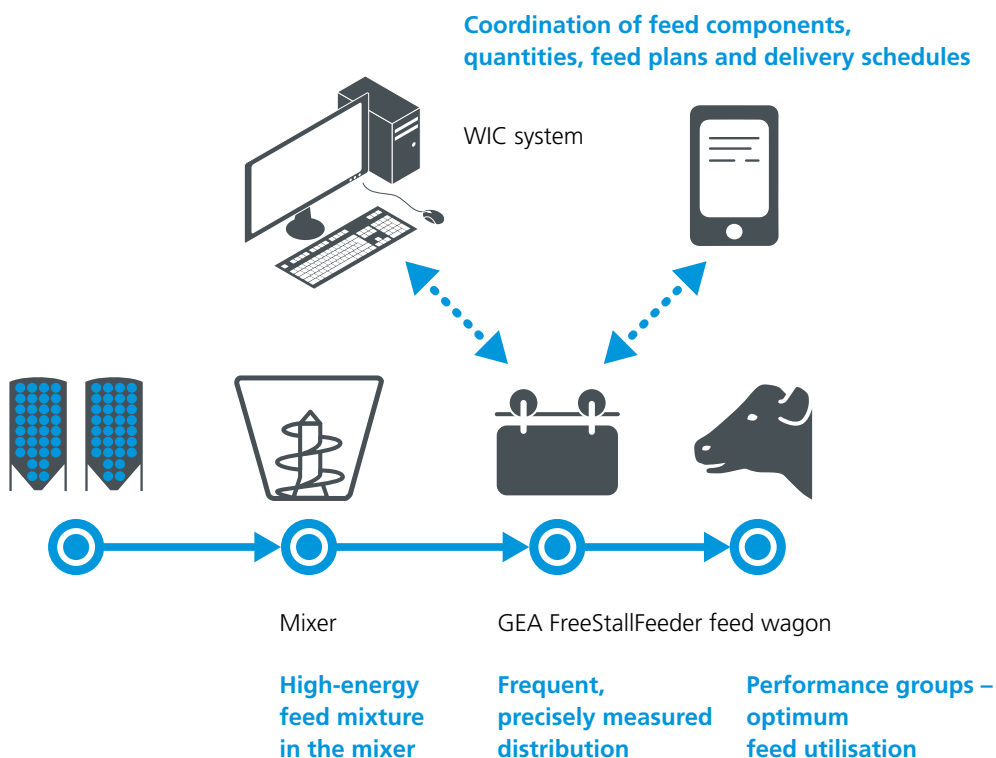 Coordination of feed components,
quantities, feed plans and delivery schedules
WIC system
Mixer
GEA FreeStallFeeder feed wagon
High-energy
feed mixture
in the mixer
Frequent,
precisely measured
distribution
Performance groups –
optimum
feed utilisation